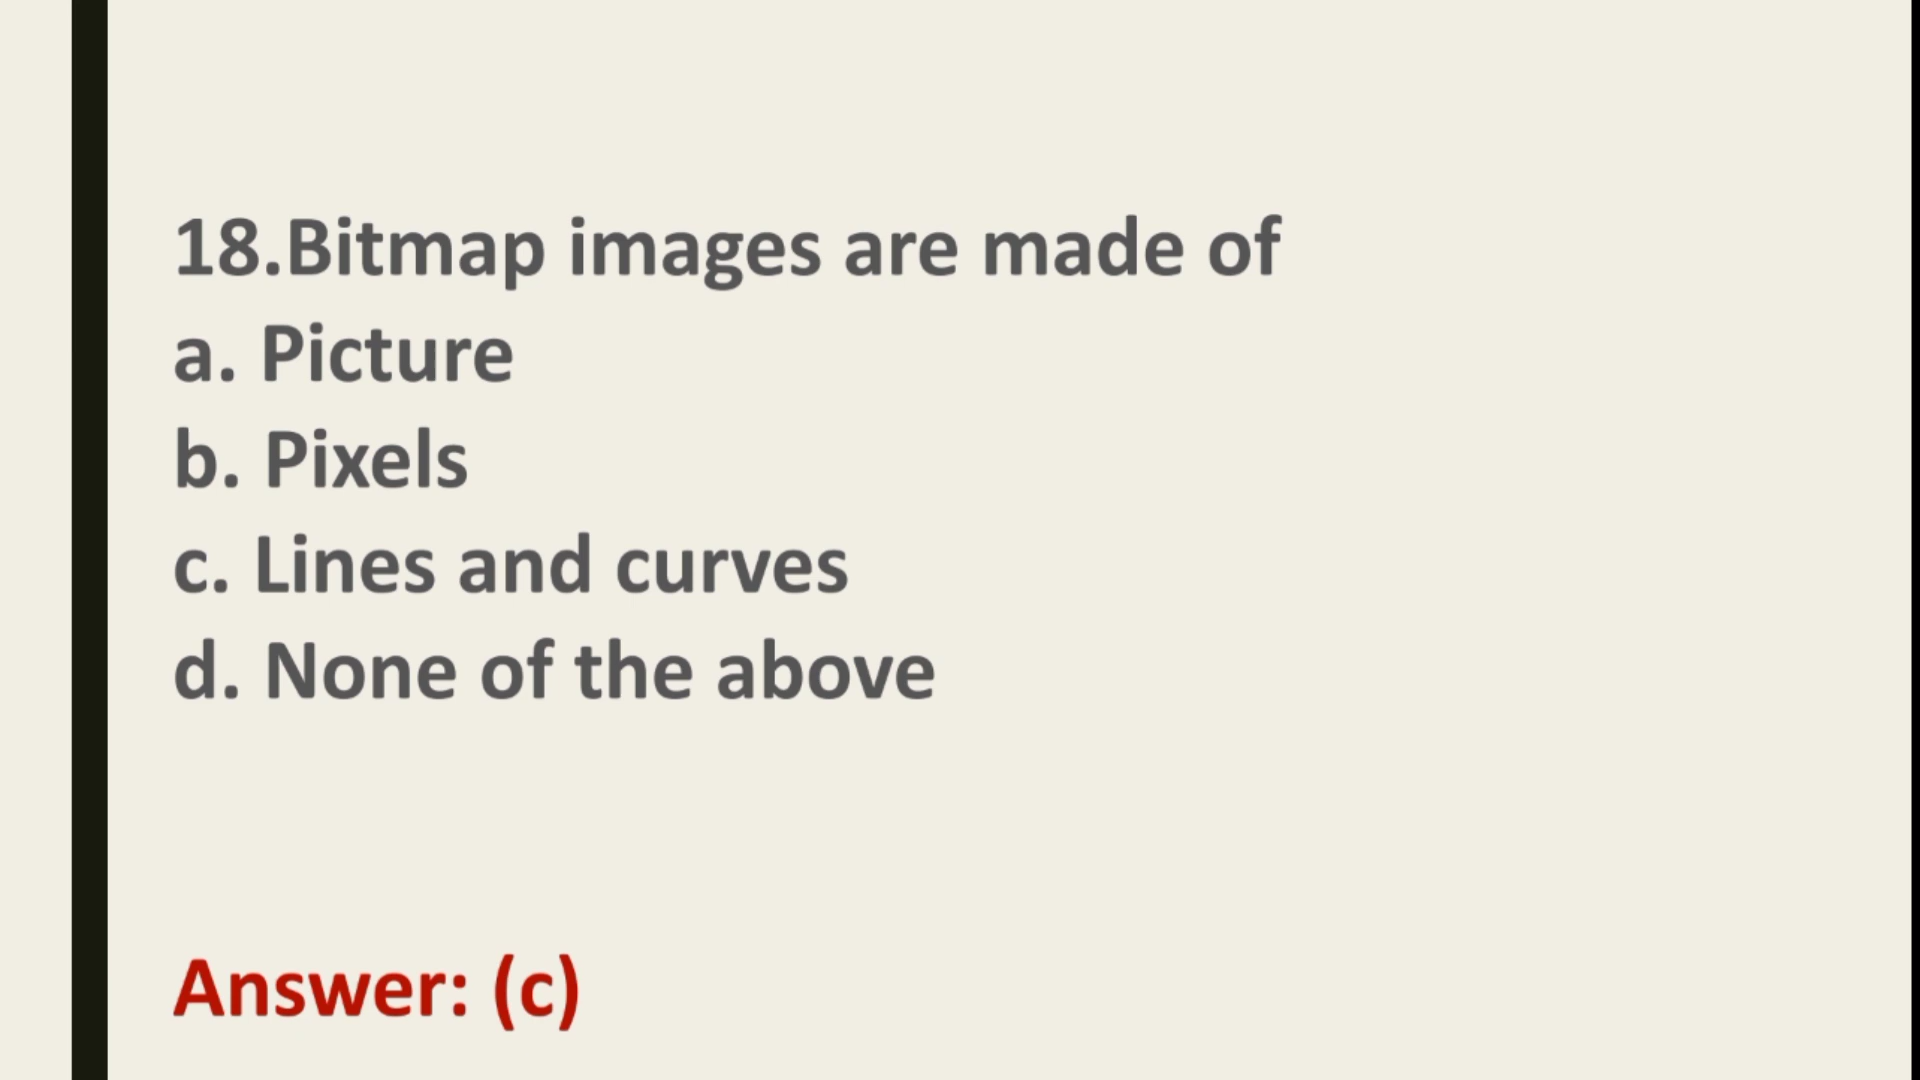 18.Bitmap images are made of
a. Picture
b. Pixels
c. Lines and curves
d. None of the above
Answer: (c)